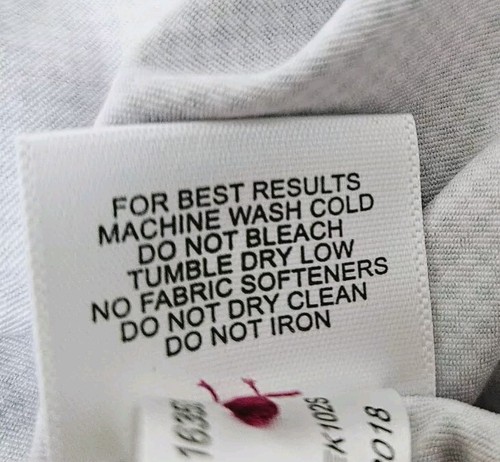 FOR BEST RESULTS
MACHINE WASH COLD
DO NOT BLEACH
TUMBLE DRY LOW
NO FABRIC SOFTENERS
DO NOT DRY CLEAN
DO NOT IRON